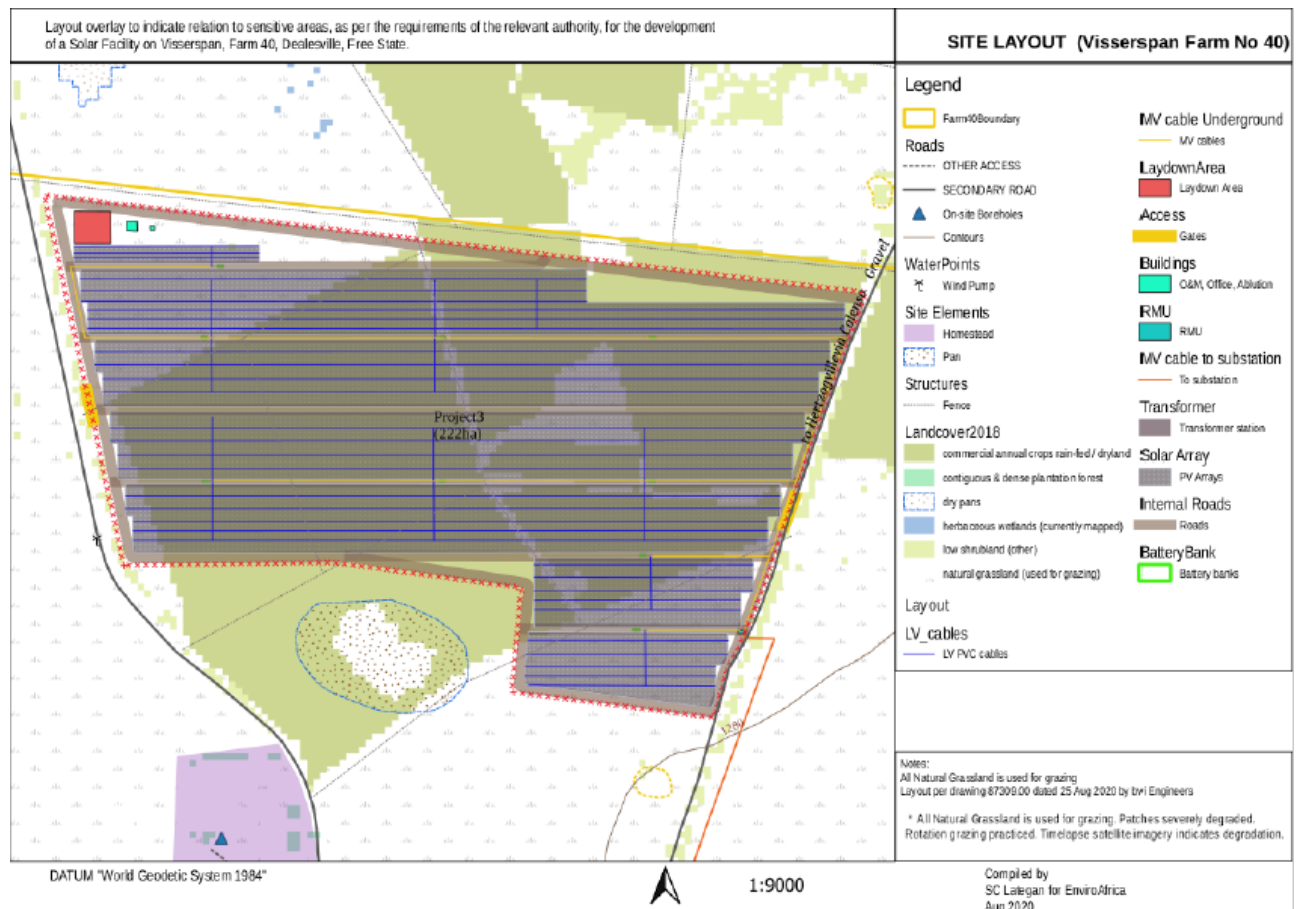 Layout overlay to indicate relation to sensitive areas, as per the requirements of the relevant authority, for the development
of a Solar Facility on Visserspan, Farm 40, Dealesville, Free State.
SITE LAYOUT (Visserspan Farm No 40)
Legend
Farm40Boundary
Roads
OTHER ACCESS
SECONDARY ROAD
On-site Boreholes
Contours
WaterPoints
Wind Pump
Site Elements
Homestead
Pan
Structures
Fence
Landcover2018
commercial annual crops rain-fed / dryland
contiguous & dense plantation forest
dry pans
herbaceous wetlands (currently mapped)
low shrubland (other)
natural grassland (used for grazing)
Layout
LV_cables
LV PVC cables
MV cable Underground
MV cables
LaydownArea
Laydown Area
Access
Gates
Buildings
O&M, Office, Ablution
RMU
RMU
MV cable to substation
To substation
Transformer
Transformer station
Solar Array
PV Arrays
Internal Roads
Roads
BatteryBank
Battery banks
to Hertzogvillevia Colenso Gravel
Project3
(222ha)
1280
Notes:
All Natural Grassland is used for grazing
Layout per drawing 87309.00 dated 25 Aug 2020 by bvi Engineers
* All Natural Grassland is used for grazing. Patches severely degraded.
Rotation grazing practiced. Timelapse satellite imagery indicates degradation.
DATUM "World Geodetic System 1984"
1:9000
Compiled by
SC Lategan for EnviroAfrica
Aug 2020